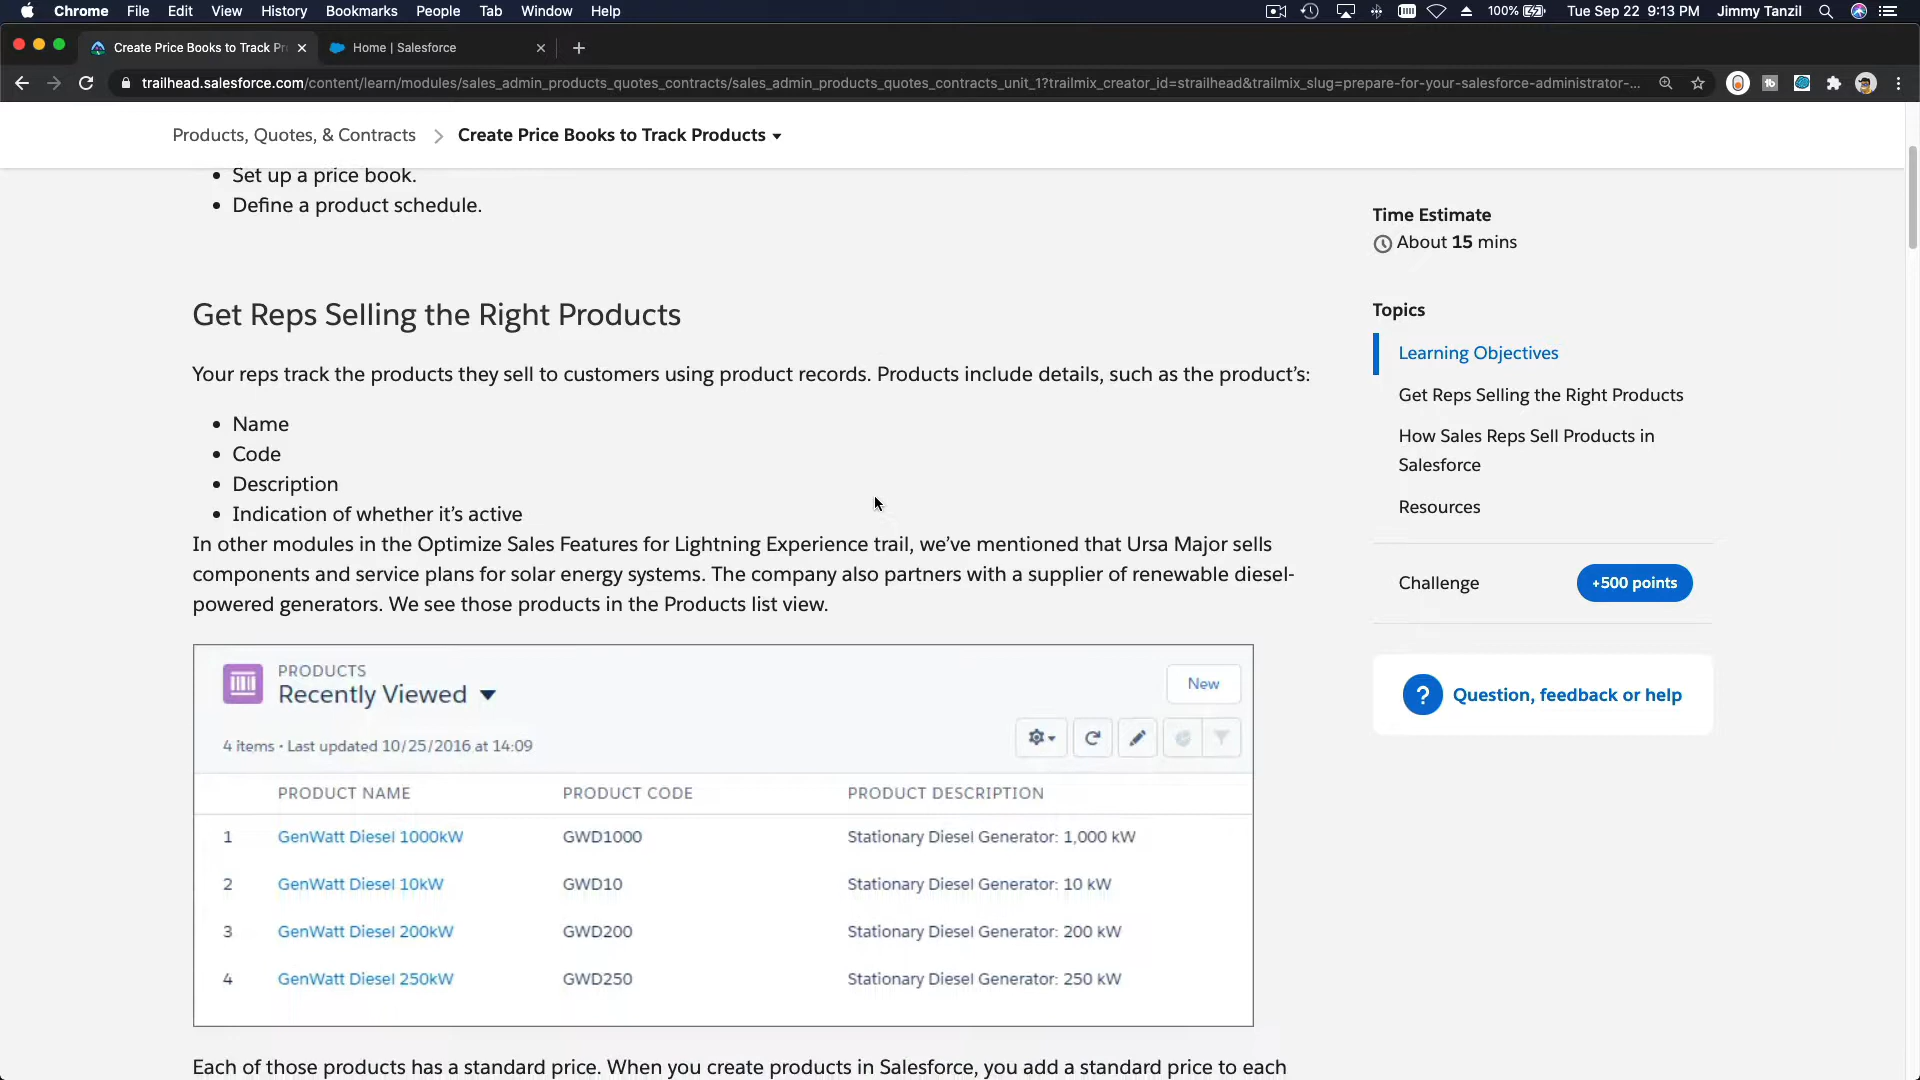 Chrome File Edit View History Bookmarks People Tab Window Help 100% Tue Sep 22 9:13 PM Jimmy Tanzil
Create Price Books to Track Pr Home | Salesforce
trailhead.salesforce.com/content/learn/modules/sales_admin_products_quotes_contracts/sales_admin_products_quotes_contracts_unit_1?trailmix_creator_id=strailhead&trailmix_slug=prepare-for-your-salesforce-administrator-...
Products, Quotes, & Contracts > Create Price Books to Track Products
• Set up a price book.
• Define a product schedule.
Get Reps Selling the Right Products
Your reps track the products they sell to customers using product records. Products include details, such as the product’s:
• Name
• Code
• Description
• Indication of whether it’s active
In other modules in the Optimize Sales Features for Lightning Experience trail, we’ve mentioned that Ursa Major sells
components and service plans for solar energy systems. The company also partners with a supplier of renewable diesel-
powered generators. We see those products in the Products list view.
PRODUCTS
Recently Viewed
New
4 items • Last updated 10/25/2016 at 14:09
PRODUCT NAME PRODUCT CODE PRODUCT DESCRIPTION
1 GenWatt Diesel 1000kW GWD1000 Stationary Diesel Generator: 1,000 kW
2 GenWatt Diesel 10kW GWD10 Stationary Diesel Generator: 10 kW
3 GenWatt Diesel 200kW GWD200 Stationary Diesel Generator: 200 kW
4 GenWatt Diesel 250kW GWD250 Stationary Diesel Generator: 250 kW
Each of those products has a standard price. When you create products in Salesforce, you add a standard price to each
Time Estimate
About 15 mins
Topics
Learning Objectives
Get Reps Selling the Right Products
How Sales Reps Sell Products in
Salesforce
Resources
Challenge +500 points
? Question, feedback or help